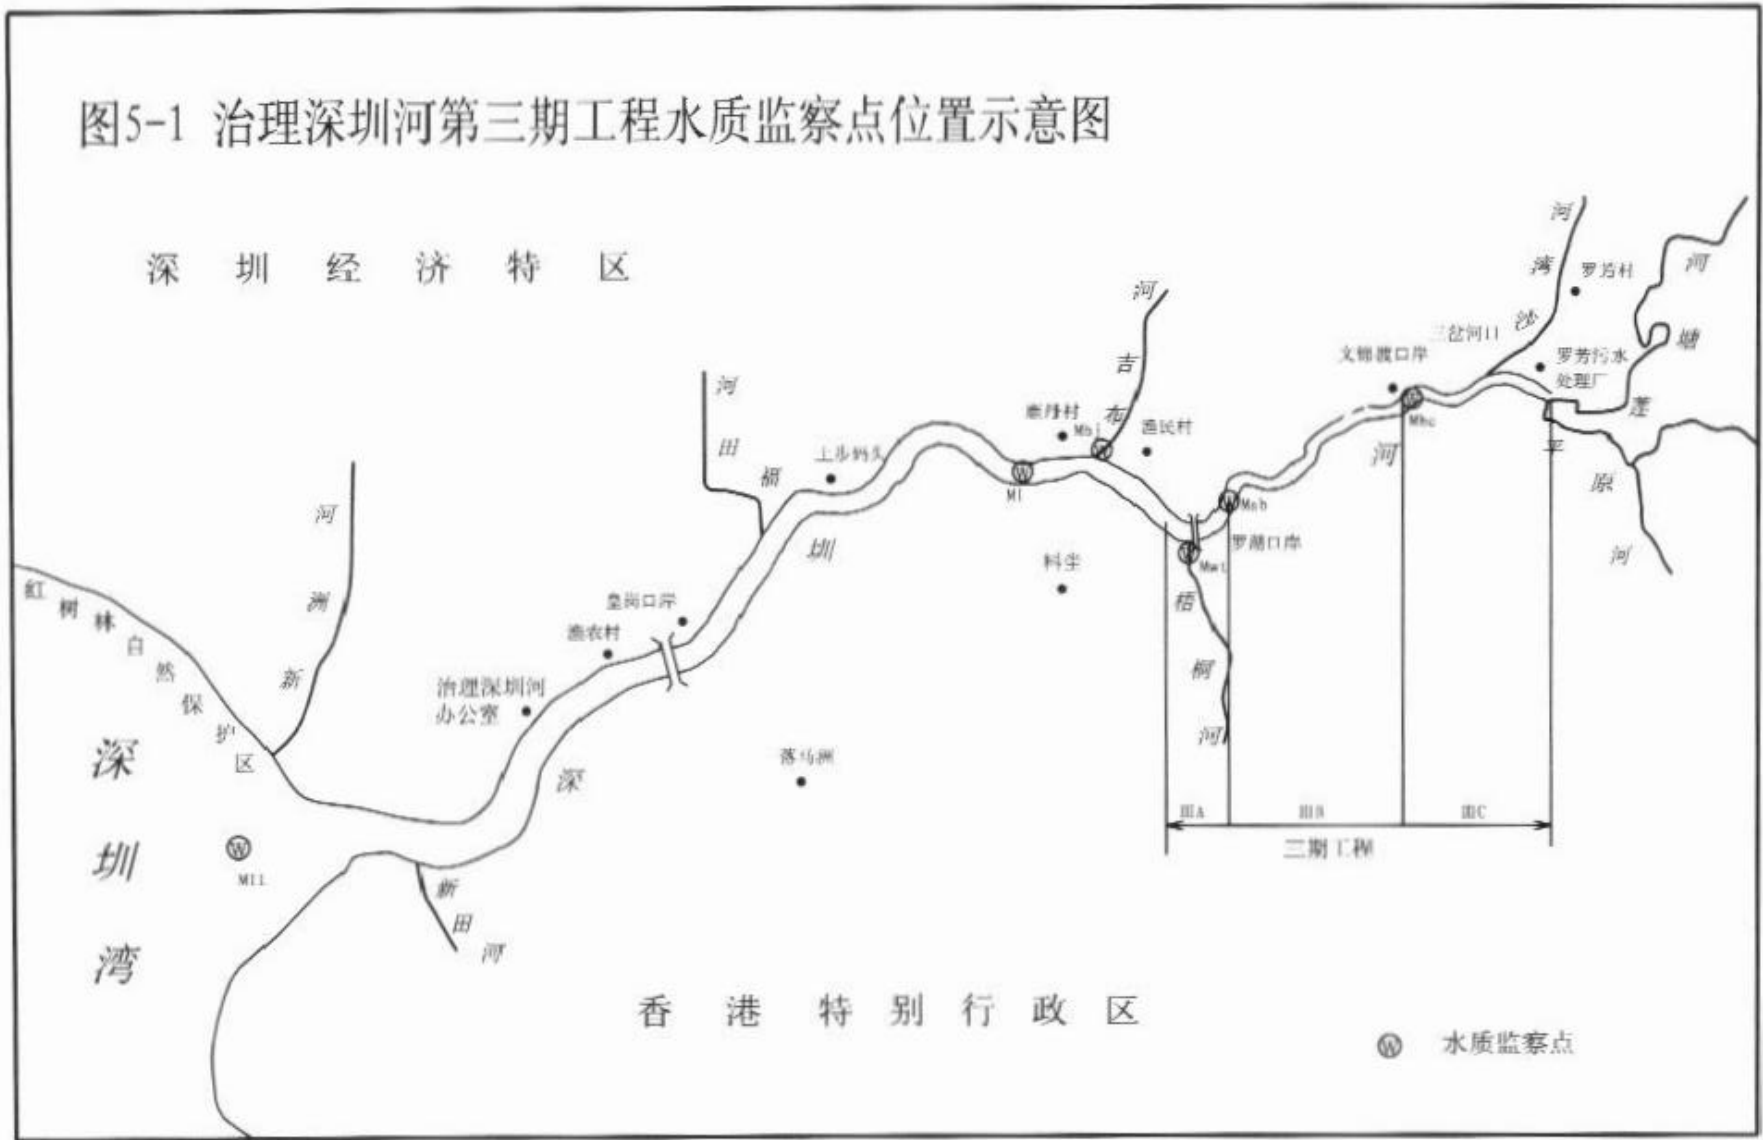 图5-1 治理深圳河第三期工程水质监察点位置示意图
深圳经济特区
河湾沙
罗芳村
河塘莲
三岔河口
罗芳污水
处理厂
文锦渡口岸
Mbc
平原河
河吉布
鹿丹村
Mbj
渔民村
MI
河田福
上步码头
圳
河
Msb
罗湖口岸
Mwt
梧桐河
料壆
皇岗口岸
渔农村
治理深圳河
办公室
深
落马洲
河洲新
红树林自然保护区
深圳湾
MII
新田河
IIIA
IIIB
IIIC
三期工程
香港特别行政区
W 水质监察点